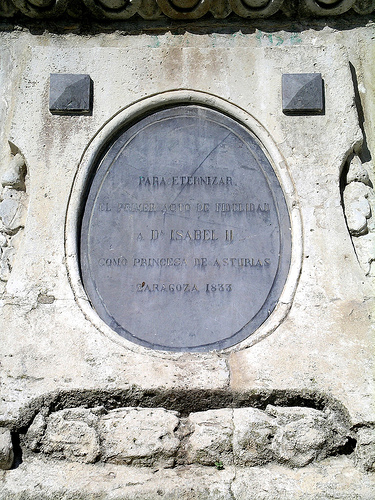 PARA ETERNIZAR
EL PRIMER ACTO DE FIDELIDAD
A Dª ISABEL II
COMO PRINCESA DE ASTURIAS
ZARAGOZA 1833